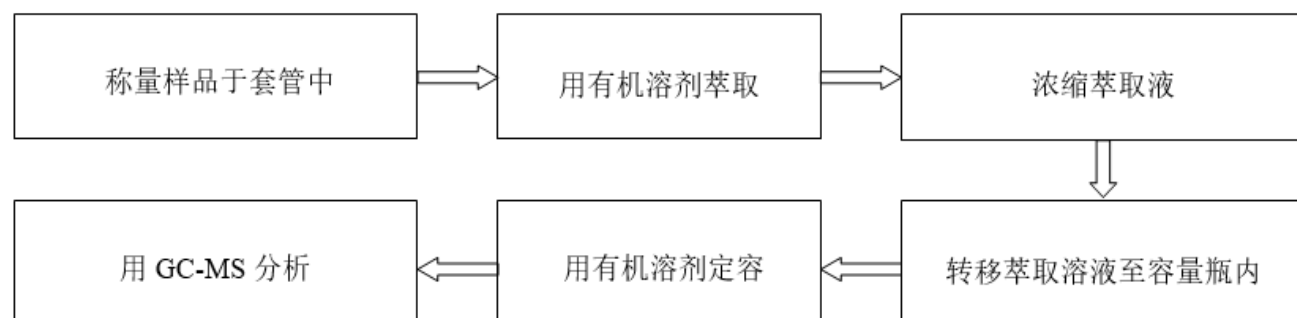 称量样品于套管中
用有机溶剂萃取
浓缩萃取液
转移萃取溶液至容量瓶内
用有机溶剂定容
用 GC-MS 分析